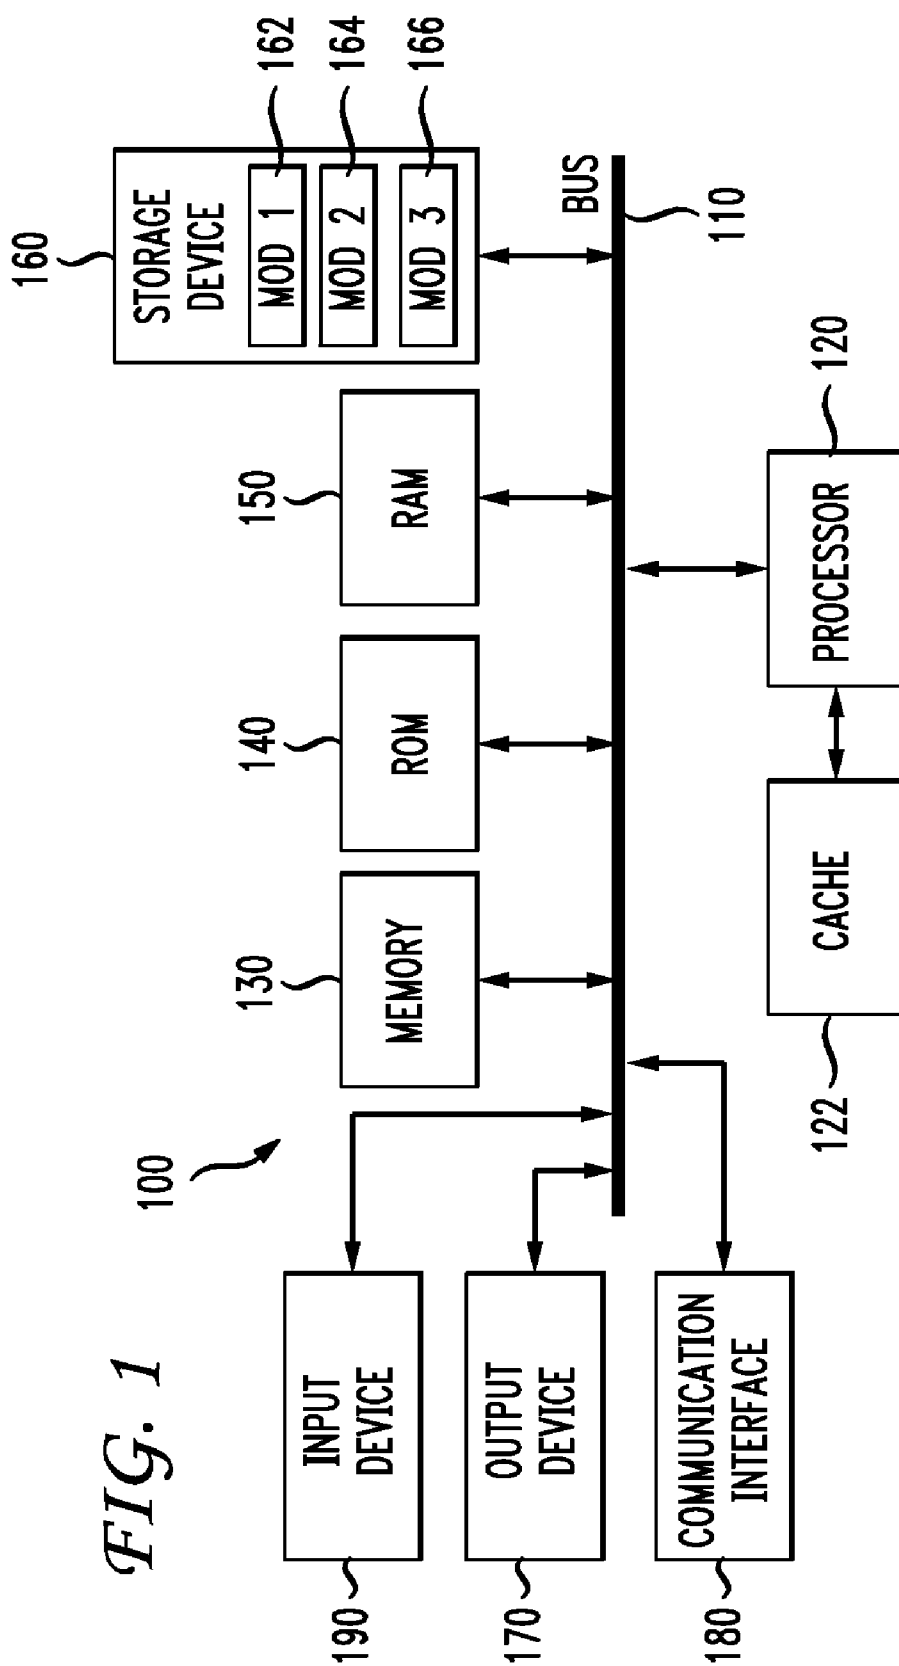 FIG. 1
160
STORAGE
DEVICE
MOD 1
162
MOD 2
164
MOD 3
166
150
RAM
140
ROM
130
MEMORY
100
190
INPUT
DEVICE
170
OUTPUT
DEVICE
180
COMMUNICATION
INTERFACE
BUS
110
122
CACHE
120
PROCESSOR